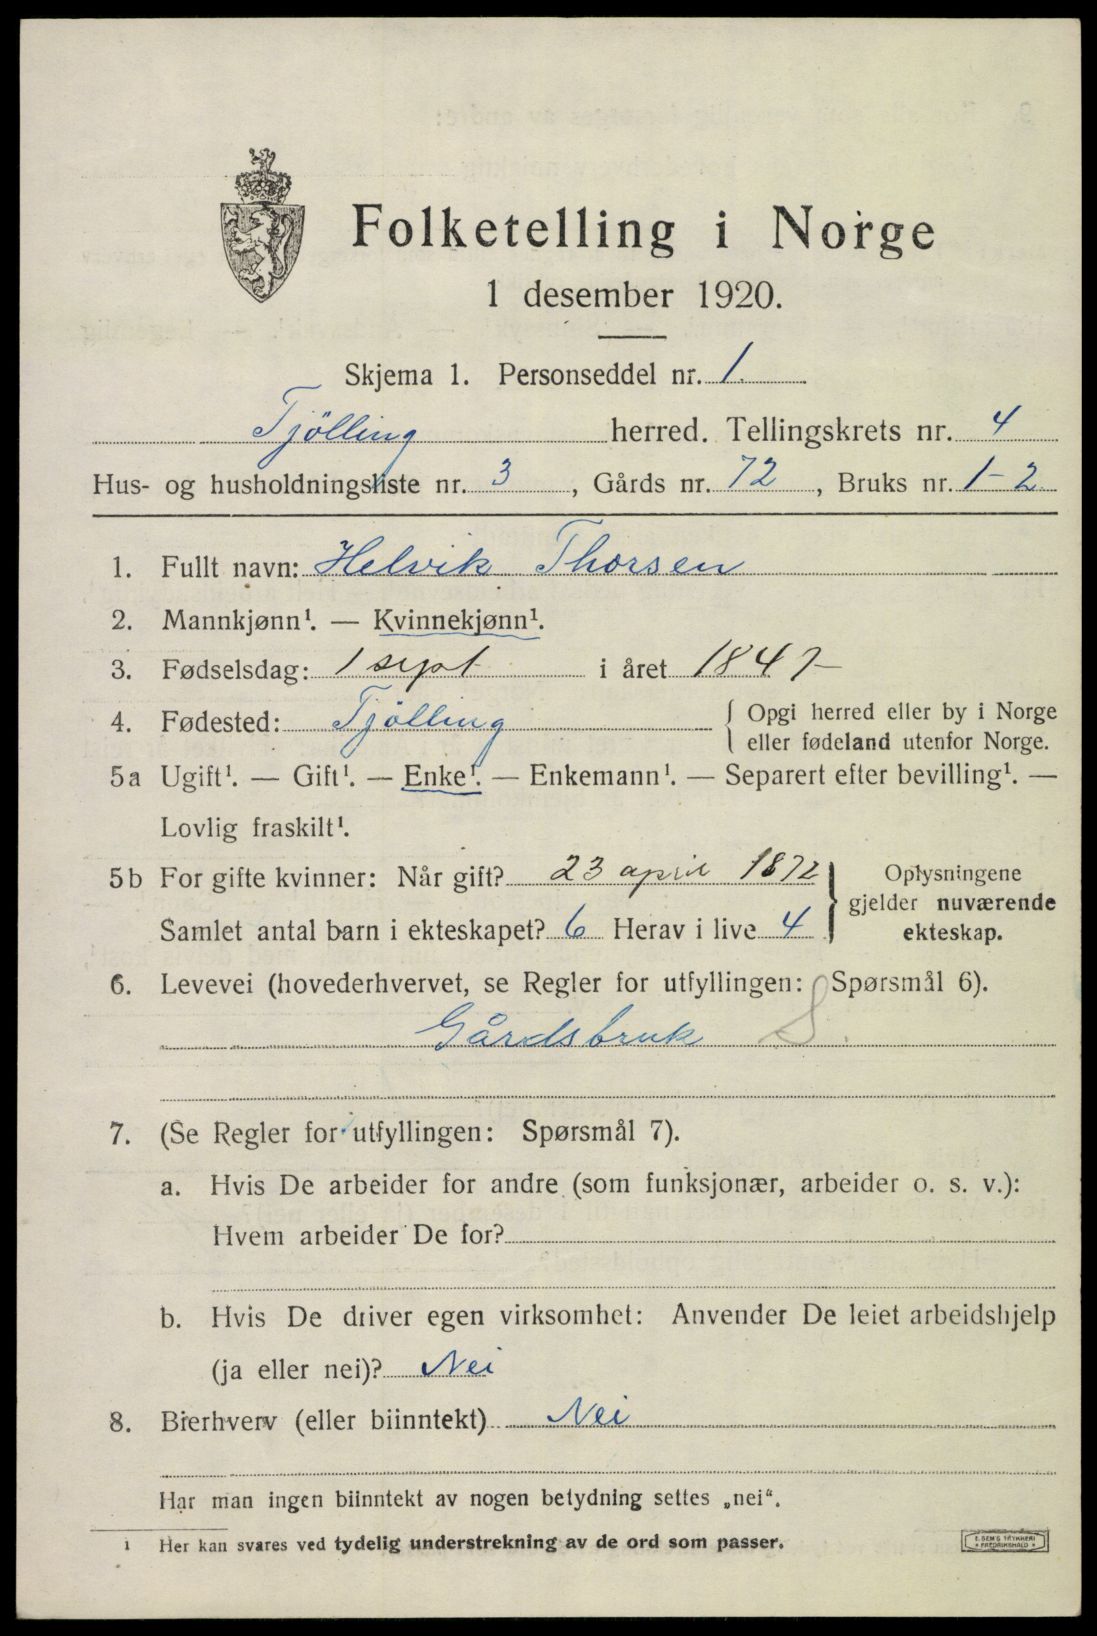 Folketelling i Norge
1 desember 1920.
Skjema 1. Personseddel nr. 1.
Tjölling herred. Tellingskrets nr. 4
Hus- og husholdningsliste nr. 3, Gårds nr. 72, Bruks nr. 1-2
1. Fullt navn: Helvik Thorsen
2. Mannkjønn¹. — Kvinnekjønn¹.
3. Fødselsdag: 1 sept i året 1847
4. Fødested: Tjölling { Opgi herred eller by i Norge
eller fødeland utenfor Norge.
5a Ugift¹. — Gift¹. — Enke¹. — Enkemann¹. — Separert efter bevilling¹. —
Lovlig fraskilt¹.
5b For gifte kvinner: Når gift? 23 april 1872
Samlet antal barn i ekteskapet? 6 Herav i live 4
} Oplysningene
gjelder nuværende
ekteskap.
6. Levevei (hovederhvervet, se Regler for utfyllingen: Spørsmål 6).
Gårdsbruk S.
7. (Se Regler for utfyllingen: Spørsmål 7).
a. Hvis De arbeider for andre (som funksjonær, arbeider o. s. v.):
Hvem arbeider De for?
b. Hvis De driver egen virksomhet: Anvender De leiet arbeidshjelp
(ja eller nei)? Nei
8. Bierhverv (eller biinntekt) Nei
Har man ingen biinntekt av nogen betydning settes „nei“.
¹ Her kan svares ved tydelig understrekning av de ord som passer.
E. SEM'S TRYKKERI
FREDRIKSHALD